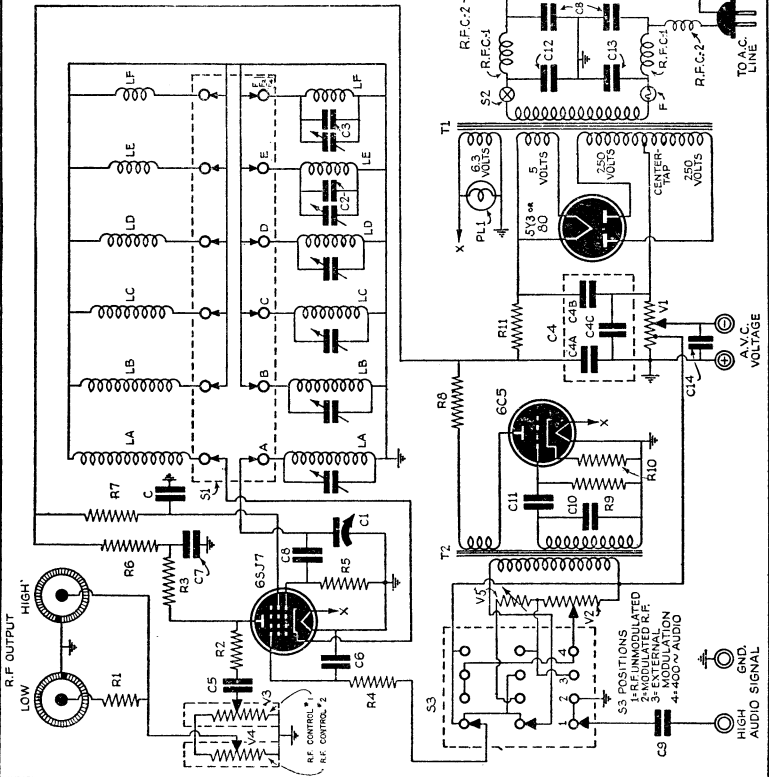 R.F. OUTPUT
LOW
HIGH
R1
R6
R7
C
R3
C7
S1
LA
LB
LC
LD
LE
LF
A
B
C
D
E
LA
LB
LC
LD
LE
LF
C2
C3
6SJ7
R2
C5
V3
V4
R.F. CONTROL #1
R.F. CONTROL #2
C8
R5
C1
X
C6
R4
R.F.C.-2
R.F.C.-1
C8
C12
C13
R.F.C.-1
R.F.C.-2
S2
F
TO A.C.
LINE
T1
6.3
VOLTS
5
VOLTS
250
VOLTS
CENTER-
TAP
250
VOLTS
PL1
X
5Y3 OR
80
R11
C4
C4B
C4A
C4C
V1
C14
A.V.C.
VOLTAGE
R8
6C5
X
C11
C10
R9
R10
T2
V5
V2
S3
1
2
3
4
S3 POSITIONS
1=R.F. UNMODULATED
2=MODULATED R.F.
3=EXTERNAL
MODULATION
4=400~AUDIO
C9
HIGH
GND.
AUDIO SIGNAL